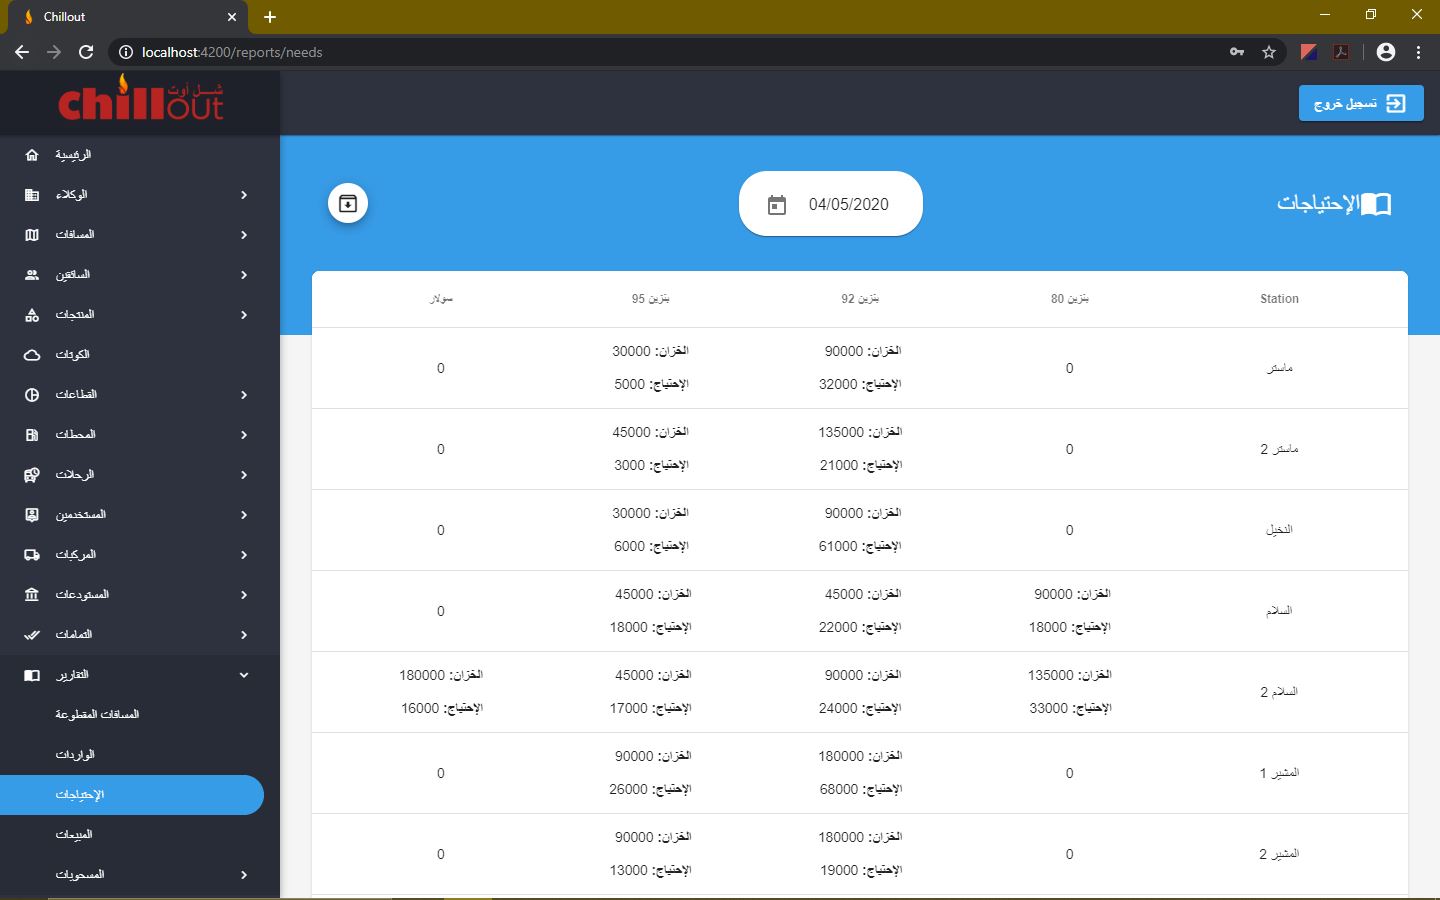 Chillout
localhost:4200/reports/needs
شيل أوت
chillout
تسجيل خروج
الرئيسية
الوكلاء
المسافات
السائقين
المنتجات
الكوتات
القطاعات
المحطات
الرحلات
المستخدمين
المركبات
المستودعات
التمامات
التقارير
المسافات المقطوعة
الواردات
الإحتياجات
المبيعات
المسحوبات
الإحتياجات
04/05/2020
Station بنزين 80 بنزين 92 بنزين 95 سولار
ماستر 0 الخزان: 90000 الخزان: 30000 0
الإحتياج: 32000 الإحتياج: 5000
ماستر 2 0 الخزان: 135000 الخزان: 45000 0
الإحتياج: 21000 الإحتياج: 3000
النخيل 0 الخزان: 90000 الخزان: 30000 0
الإحتياج: 61000 الإحتياج: 6000
السلام الخزان: 90000 الخزان: 45000 الخزان: 45000 0
الإحتياج: 18000 الإحتياج: 22000 الإحتياج: 18000
السلام 2 الخزان: 135000 الخزان: 90000 الخزان: 45000 الخزان: 180000
الإحتياج: 33000 الإحتياج: 24000 الإحتياج: 17000 الإحتياج: 16000
المشير 1 0 الخزان: 180000 الخزان: 90000 0
الإحتياج: 68000 الإحتياج: 26000
المشير 2 0 الخزان: 180000 الخزان: 90000 0
الإحتياج: 19000 الإحتياج: 13000